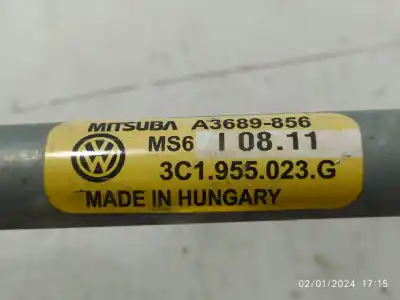 MITSUBA A3689-856
MS6 I 08.11
3C1.955.023.G
MADE IN HUNGARY
02/01/2024 17:15